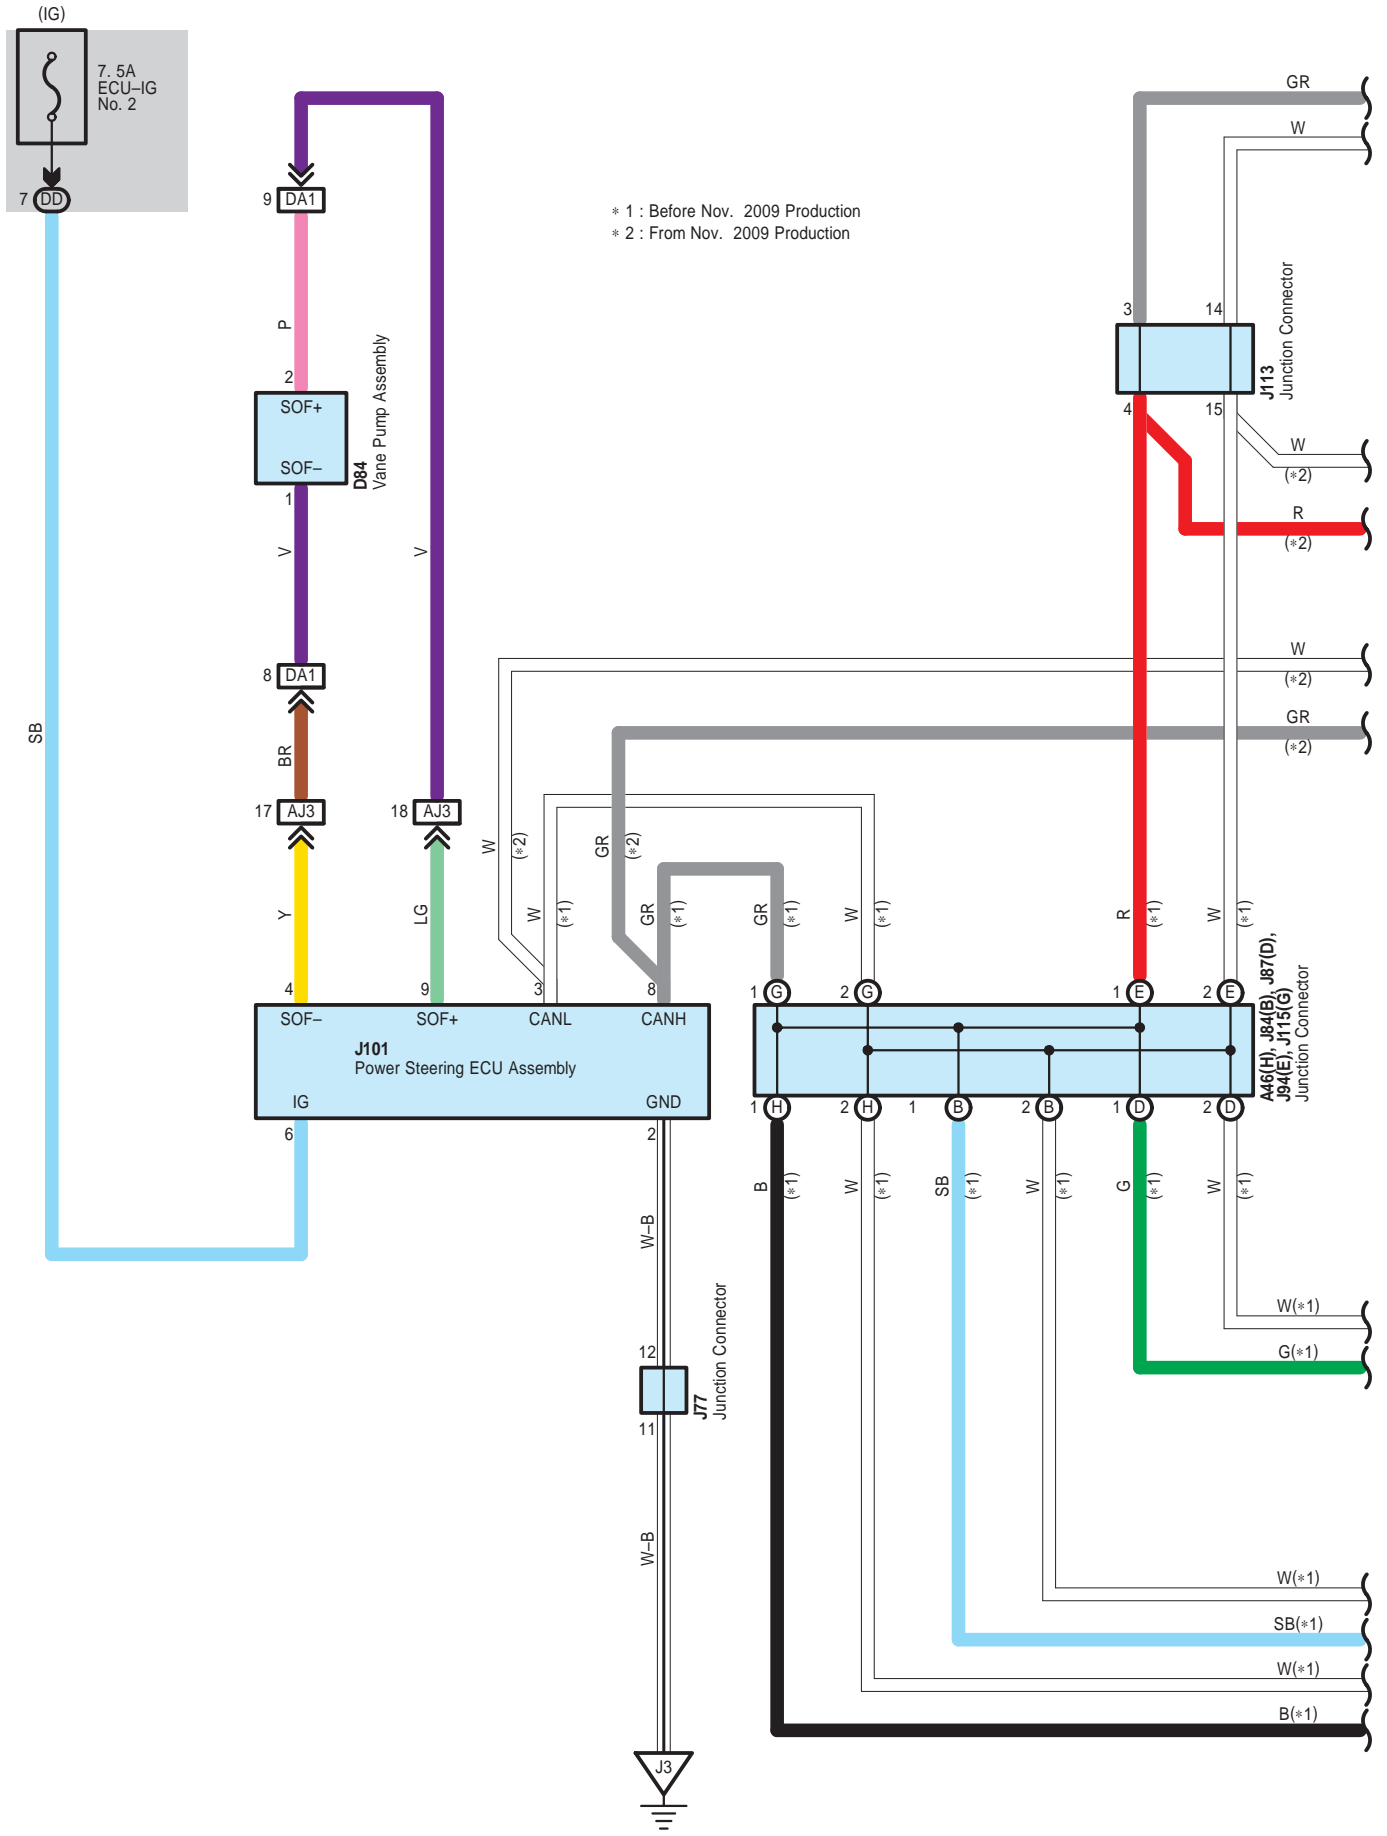 (IG)
7. 5A
ECU–IG
No. 2
7 DD
SB
9 DA1
P
2
SOF+
SOF–
1
D84
Vane Pump Assembly
V
V
8 DA1
BR
17 AJ3
18 AJ3
Y
LG
∗ 1 : Before Nov. 2009 Production
∗ 2 : From Nov. 2009 Production
GR
W
3
14
J113
Junction Connector
4
15
W
(∗2)
R
(∗2)
W
(∗2)
GR
(∗2)
W
(∗2)
W
(∗1)
GR
(∗2)
GR
(∗1)
GR
(∗1)
W
(∗1)
R
(∗1)
W
(∗1)
4
9
3
8
SOF–
SOF+
CANL
CANH
J101
Power Steering ECU Assembly
IG
GND
6
2
1 G
2 G
1 E
2 E
A46(H), J84(B), J87(D),
J94(E), J115(G)
Junction Connector
1 H
2 H
1 B
2 B
1 D
2 D
B
(∗1)
W
(∗1)
SB
(∗1)
W
(∗1)
G
(∗1)
W
(∗1)
W–B
12
J77
Junction Connector
11
W–B
J3
W(∗1)
G(∗1)
W(∗1)
SB(∗1)
W(∗1)
B(∗1)